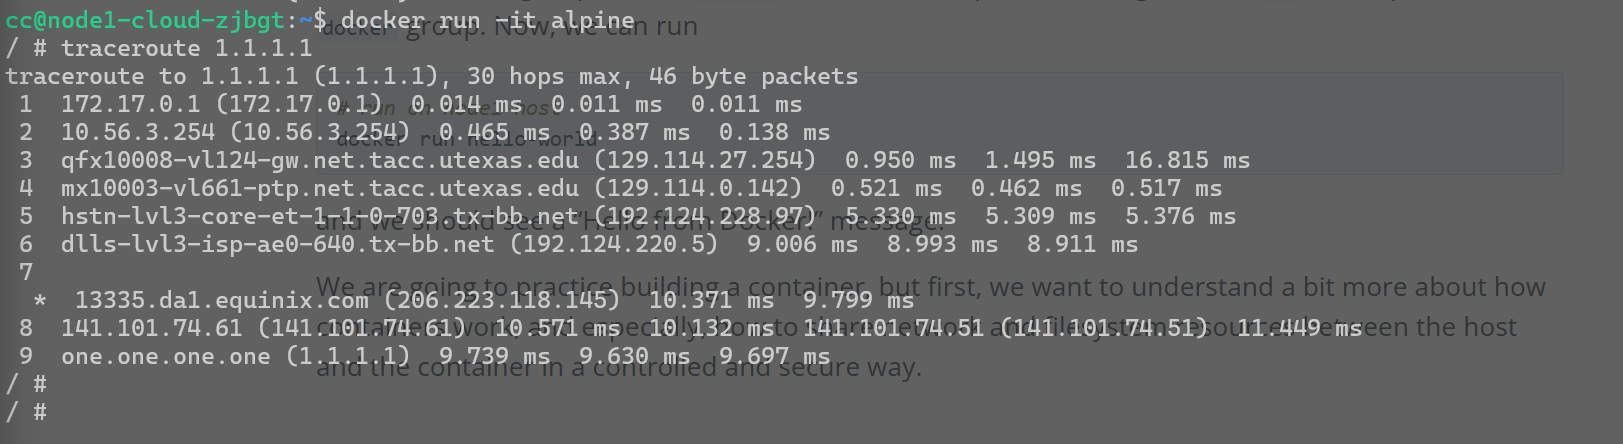 cc@node1-cloud-zjbgt:~$ docker run -it alpine
docker group. Now, we can run
/ # traceroute 1.1.1.1
traceroute to 1.1.1.1 (1.1.1.1), 30 hops max, 46 byte packets
1 172.17.0.1 (172.17.0.1) 0.014 ms 0.011 ms 0.011 ms
# run on node1 host
2 10.56.3.254 (10.56.3.254) 0.465 ms 0.387 ms 0.138 ms
docker run hello-world
3 qfx10008-vl124-gw.net.tacc.utexas.edu (129.114.27.254) 0.950 ms 1.495 ms 16.815 ms
4 mx10003-vl661-ptp.net.tacc.utexas.edu (129.114.0.142) 0.521 ms 0.462 ms 0.517 ms
5 hstn-lvl3-core-et-1-1-0-703.tx-bb.net (192.124.228.97) 5.330 ms 5.309 ms 5.376 ms
and we should see a “Hello from Docker!” message.
6 dlls-lvl3-isp-ae0-640.tx-bb.net (192.124.220.5) 9.006 ms 8.993 ms 8.911 ms
7
We are going to practice building a container, but first, we want to understand a bit more about how
* 13335.da1.equinix.com (206.223.118.145) 10.371 ms 9.799 ms
8 141.101.74.61 (141.101.74.61) 10.571 ms 10.132 ms 141.101.74.51 (141.101.74.51) 11.449 ms
containers work, and especially, how to share network and filesystem resources between the host
9 one.one.one.one (1.1.1.1) 9.739 ms 9.630 ms 9.697 ms
and the container in a controlled and secure way.
/ #
/ #